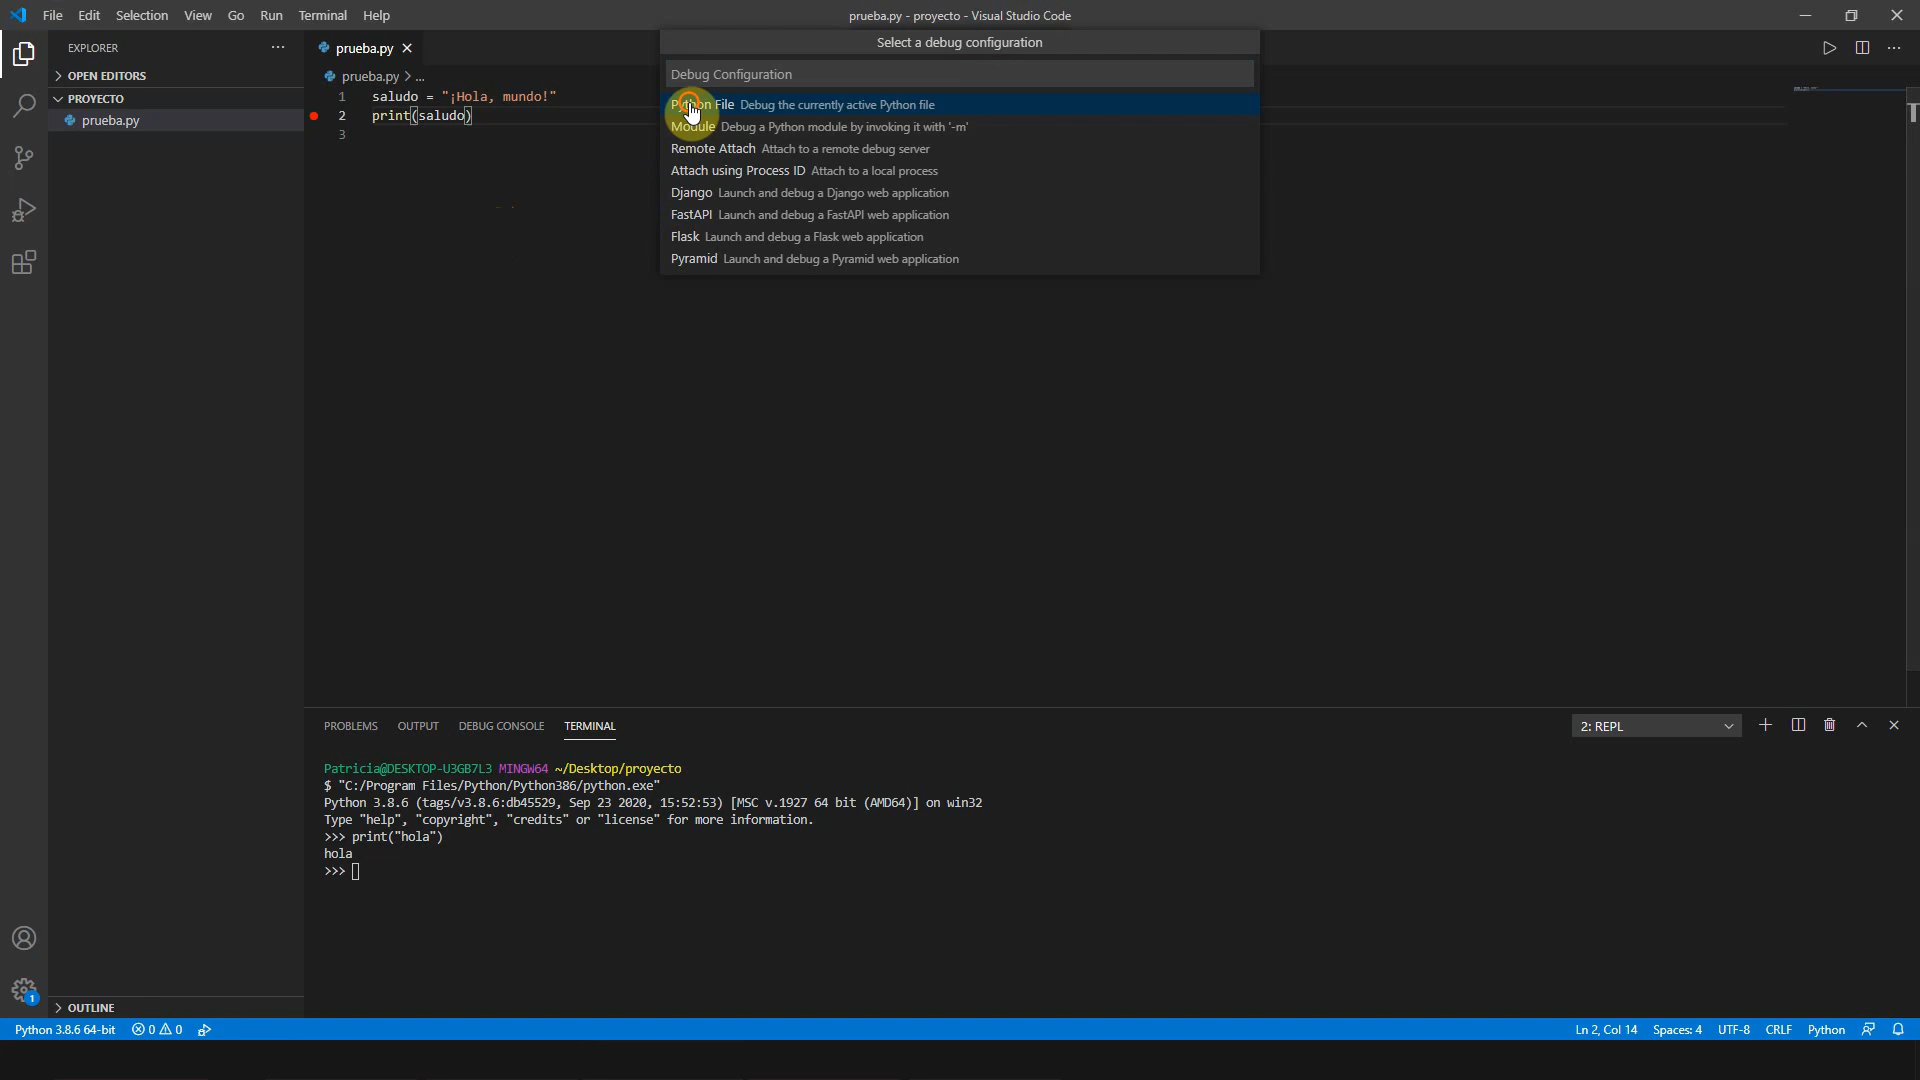 File Edit Selection View Go Run Terminal Help
prueba.py - proyecto - Visual Studio Code
EXPLORER
OPEN EDITORS
PROYECTO
prueba.py
prueba.py
prueba.py > ...
1 saludo = "¡Hola, mundo!"
2 print(saludo)
3
Select a debug configuration
Debug Configuration
Python File Debug the currently active Python file
Module Debug a Python module by invoking it with '-m'
Remote Attach Attach to a remote debug server
Attach using Process ID Attach to a local process
Django Launch and debug a Django web application
FastAPI Launch and debug a FastAPI web application
Flask Launch and debug a Flask web application
Pyramid Launch and debug a Pyramid web application
PROBLEMS OUTPUT DEBUG CONSOLE TERMINAL
2: REPL
Patricia@DESKTOP-U3GB7L3 MINGW64 ~/Desktop/proyecto
$ "C:/Program Files/Python/Python386/python.exe"
Python 3.8.6 (tags/v3.8.6:db45529, Sep 23 2020, 15:52:53) [MSC v.1927 64 bit (AMD64)] on win32
Type "help", "copyright", "credits" or "license" for more information.
>>> print("hola")
hola
>>>
1
OUTLINE
Python 3.8.6 64-bit 0 0
Ln 2, Col 14 Spaces: 4 UTF-8 CRLF Python